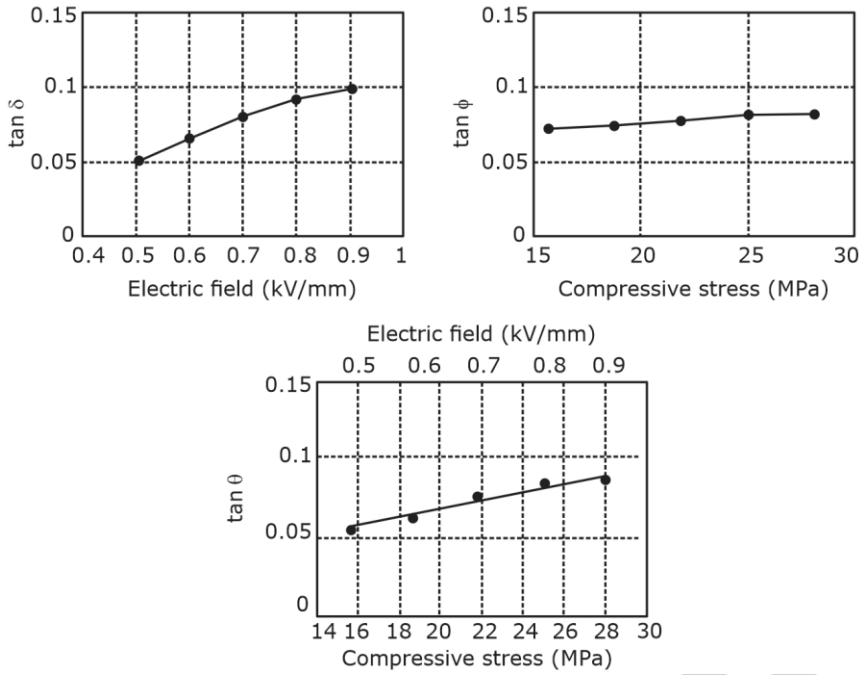 0.15
0.1
0.05
0
tan δ
0.4 0.5 0.6 0.7 0.8 0.9 1
Electric field (kV/mm)
0.15
0.1
0.05
0
tan ϕ
15 20 25 30
Compressive stress (MPa)
Electric field (kV/mm)
0.5 0.6 0.7 0.8 0.9
0.15
0.1
0.05
0
tan θ
14 16 18 20 22 24 26 28 30
Compressive stress (MPa)